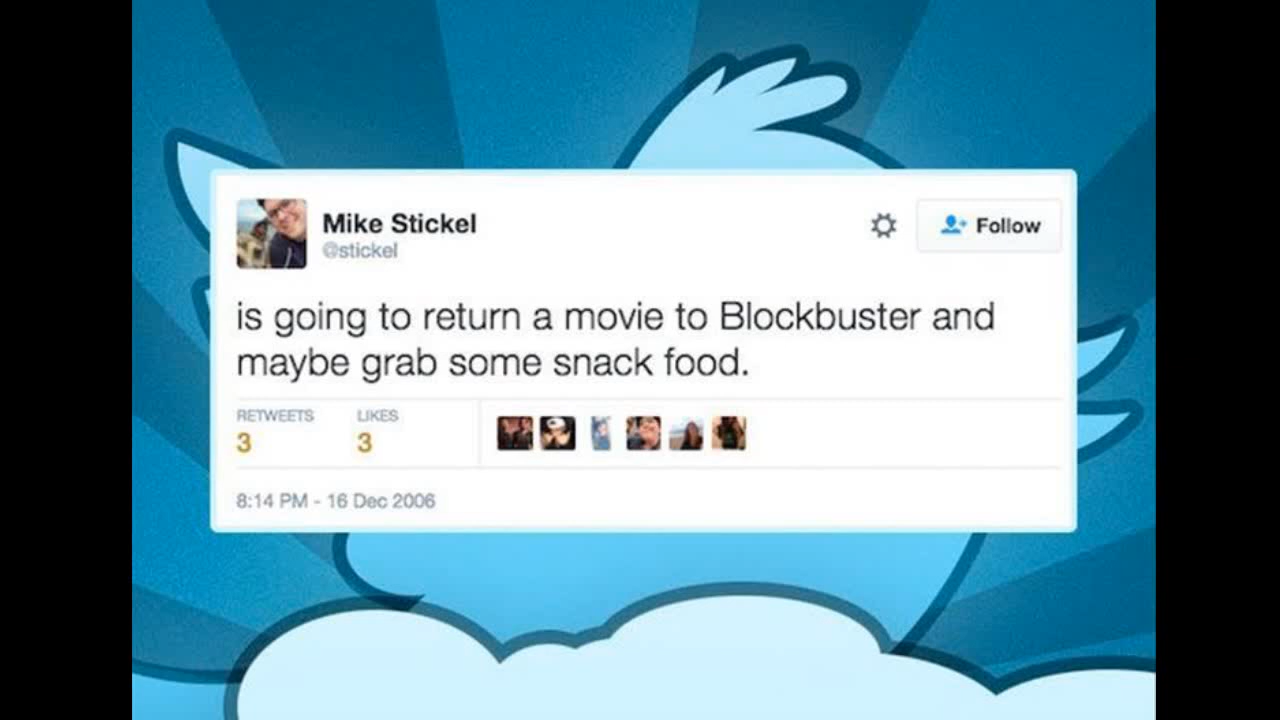 Mike Stickel
@stickel
Follow
is going to return a movie to Blockbuster and
maybe grab some snack food.
RETWEETS LIKES
3 3
8:14 PM - 16 Dec 2006